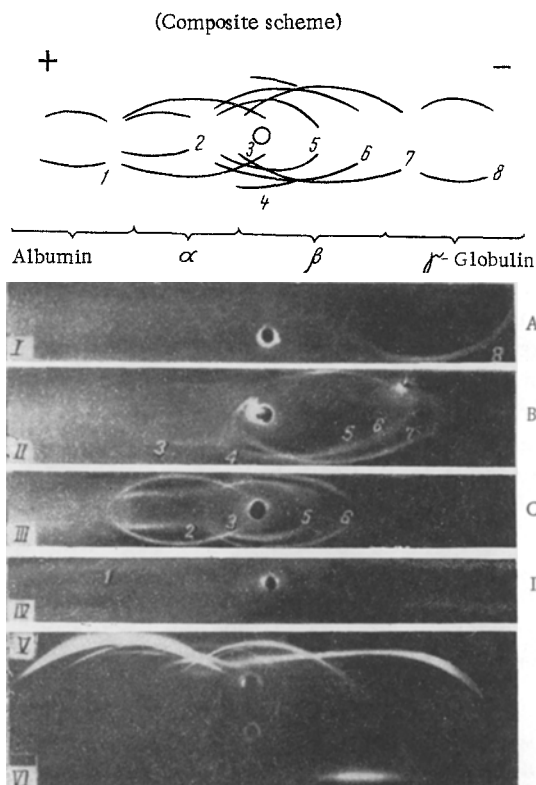 (Composite scheme)
+ −
1 2 3 4 5 6 7 8
Albumin α β γ-Globulin
I 8 A
II 3 4 5 6 7 B
III 2 3 5 6 C
IV 1
V
VI